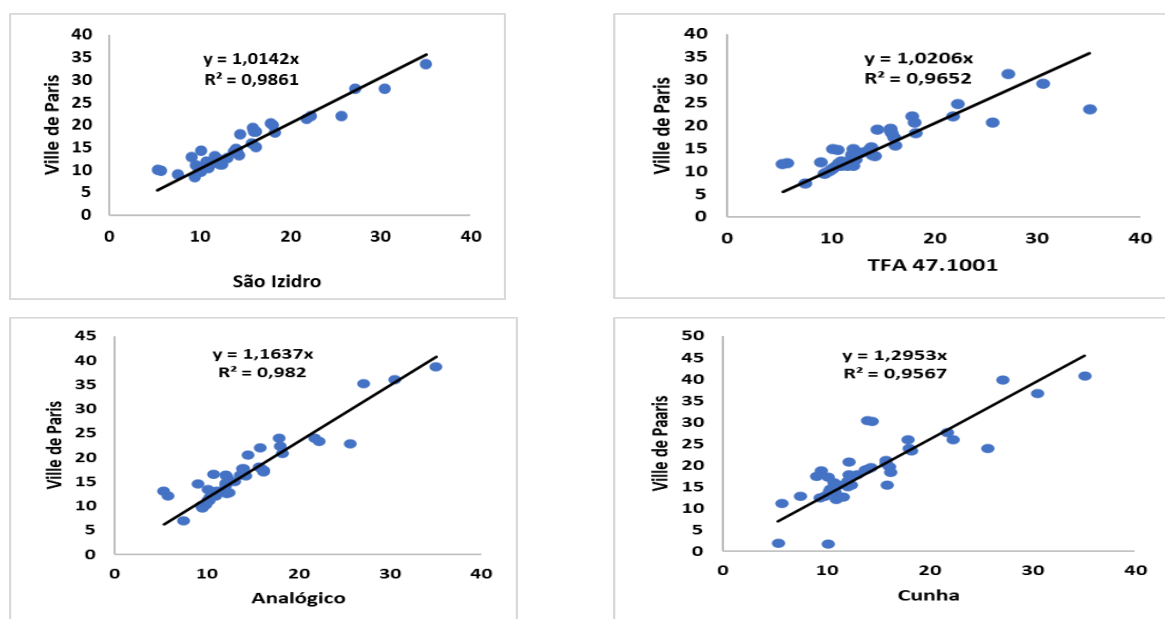 Ville de Paris
40
35
30
25
20
15
10
5
0
y = 1,0142x
R² = 0,9861
0 10 20 30 40
São Izidro
Ville de Paris
40
35
30
25
20
15
10
5
0
y = 1,0206x
R² = 0,9652
0 10 20 30 40
TFA 47.1001
Ville de Paris
45
40
35
30
25
20
15
10
5
0
y = 1,1637x
R² = 0,982
0 10 20 30 40
Analógico
Ville de Paaris
50
45
40
35
30
25
20
15
10
5
0
y = 1,2953x
R² = 0,9567
0 10 20 30 40
Cunha